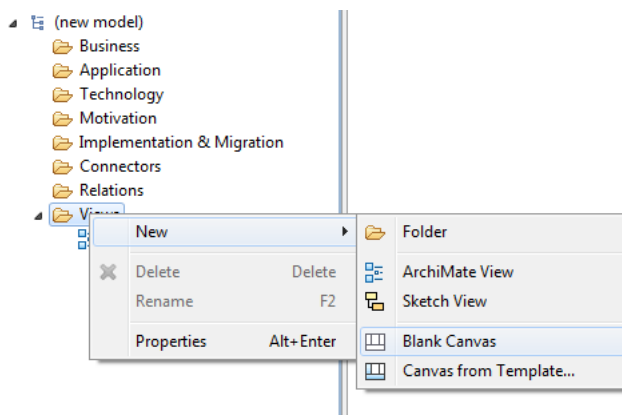 (new model)
Business
Application
Technology
Motivation
Implementation & Migration
Connectors
Relations
Views
New
Delete Delete
Rename F2
Properties Alt+Enter
Folder
ArchiMate View
Sketch View
Blank Canvas
Canvas from Template...